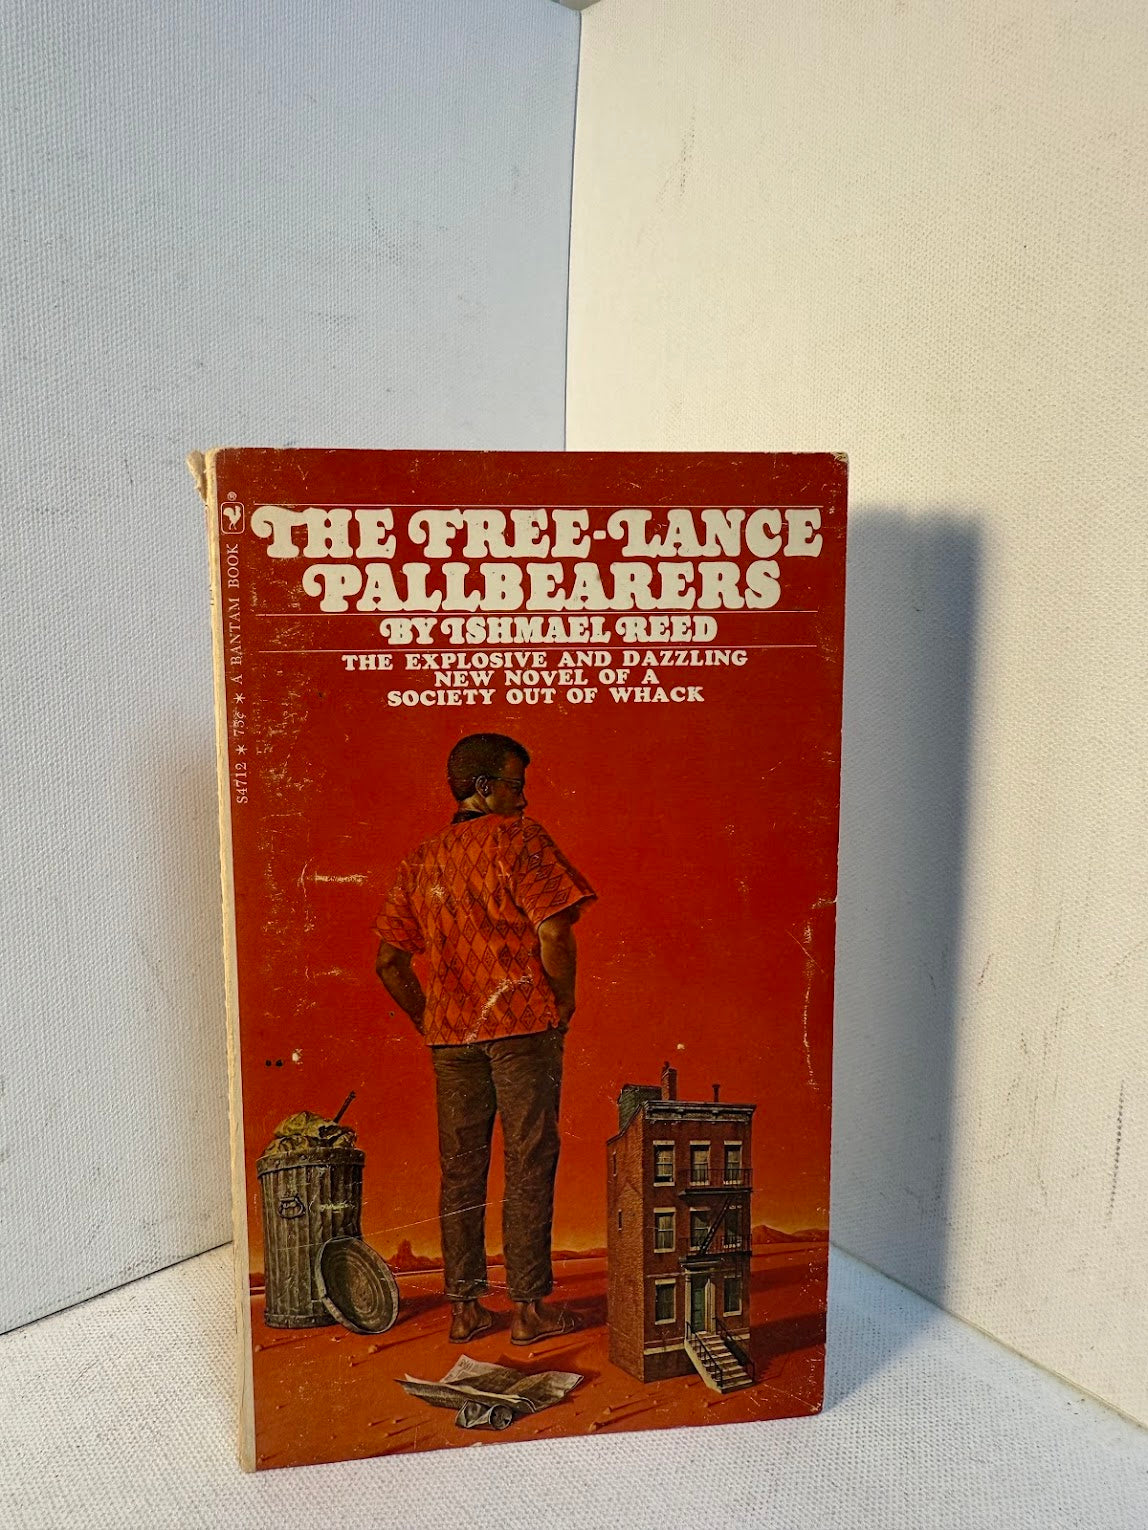 THE FREE-LANCE
PALLBEARERS
BY ISHMAEL REED
THE EXPLOSIVE AND DAZZLING
NEW NOVEL OF A
SOCIETY OUT OF WHACK
S4712 * 75¢ * A BANTAM BOOK ®